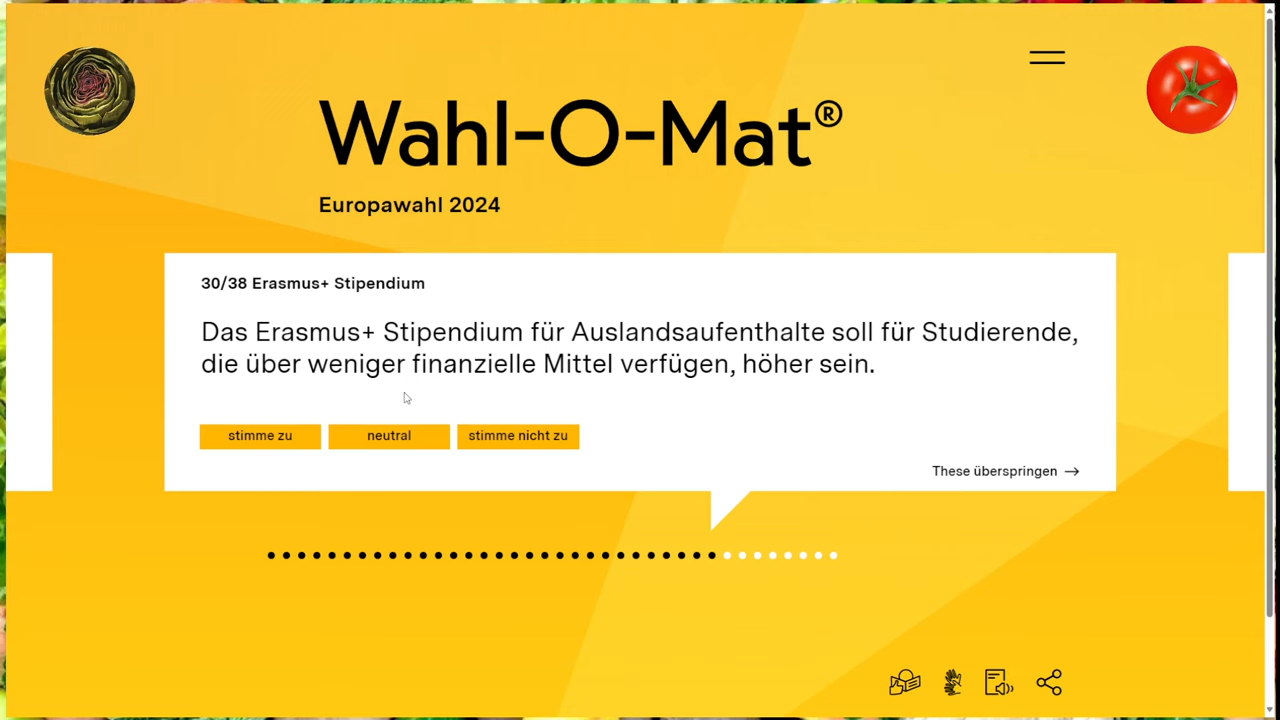 Wahl-O-Mat®
Europawahl 2024
30/38 Erasmus+ Stipendium
Das Erasmus+ Stipendium für Auslandsaufenthalte soll für Studierende,
die über weniger finanzielle Mittel verfügen, höher sein.
stimme zu
neutral
stimme nicht zu
These überspringen →